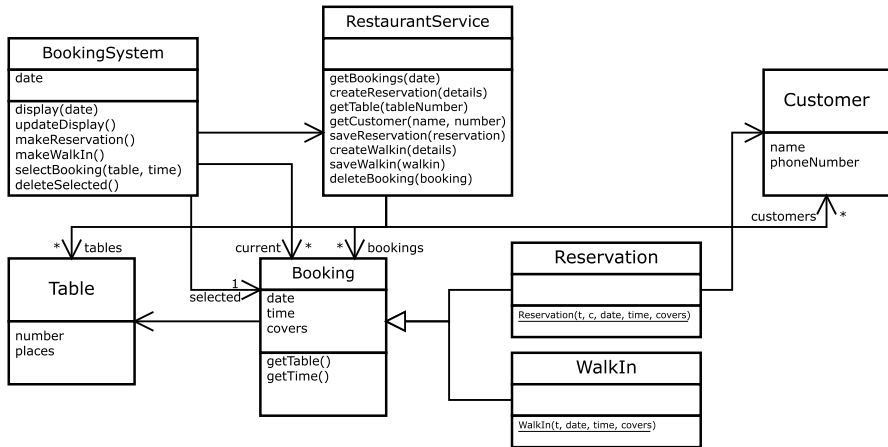 BookingSystem
date
display(date)
updateDisplay()
makeReservation()
makeWalkIn()
selectBooking(table, time)
deleteSelected()
RestaurantService
getBookings(date)
createReservation(details)
getTable(tableNumber)
getCustomer(name, number)
saveReservation(reservation)
createWalkin(details)
saveWalkin(walkin)
deleteBooking(booking)
Customer
name
phoneNumber
customers *
* tables
current *
* bookings
1
selected
Table
number
places
Booking
date
time
covers
getTable()
getTime()
Reservation
Reservation(t, c, date, time, covers)
WalkIn
WalkIn(t, date, time, covers)